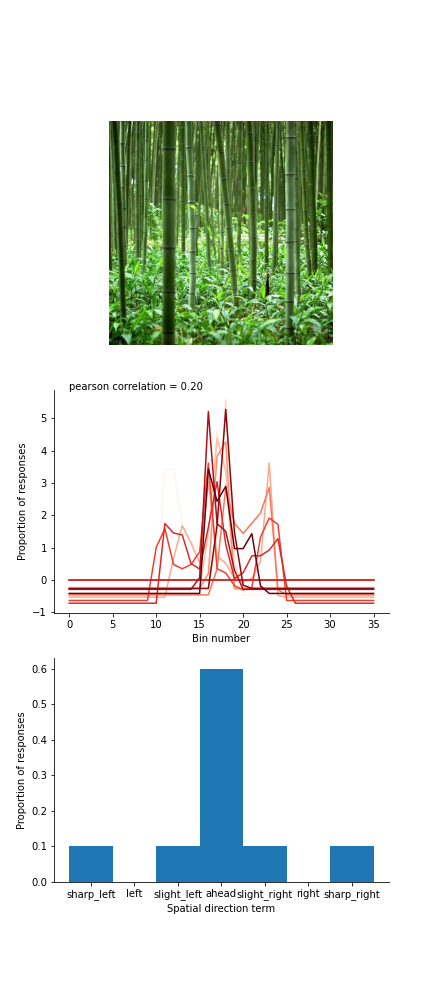 pearson correlation = 0.20
Proportion of responses
5
4
3
2
1
0
−1
0 5 10 15 20 25 30 35
Bin number
Proportion of responses
0.6
0.5
0.4
0.3
0.2
0.1
0.0
sharp_left left slight_left ahead slight_right right sharp_right
Spatial direction term